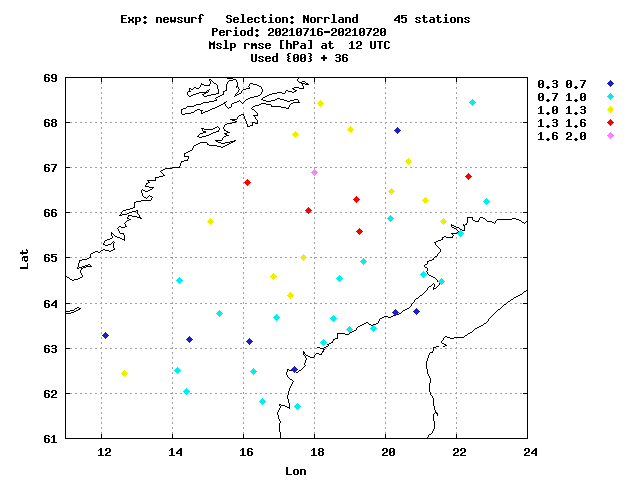 Exp: newsurf   Selection: Norrland     45 stations
Period: 20210716-20210720
Mslp rmse [hPa] at  12 UTC
Used {00} + 36
0.3 0.7
0.7 1.0
1.0 1.3
1.3 1.6
1.6 2.0
69
68
67
66
65
64
63
62
61
Lat
12 14 16 18 20 22 24
Lon